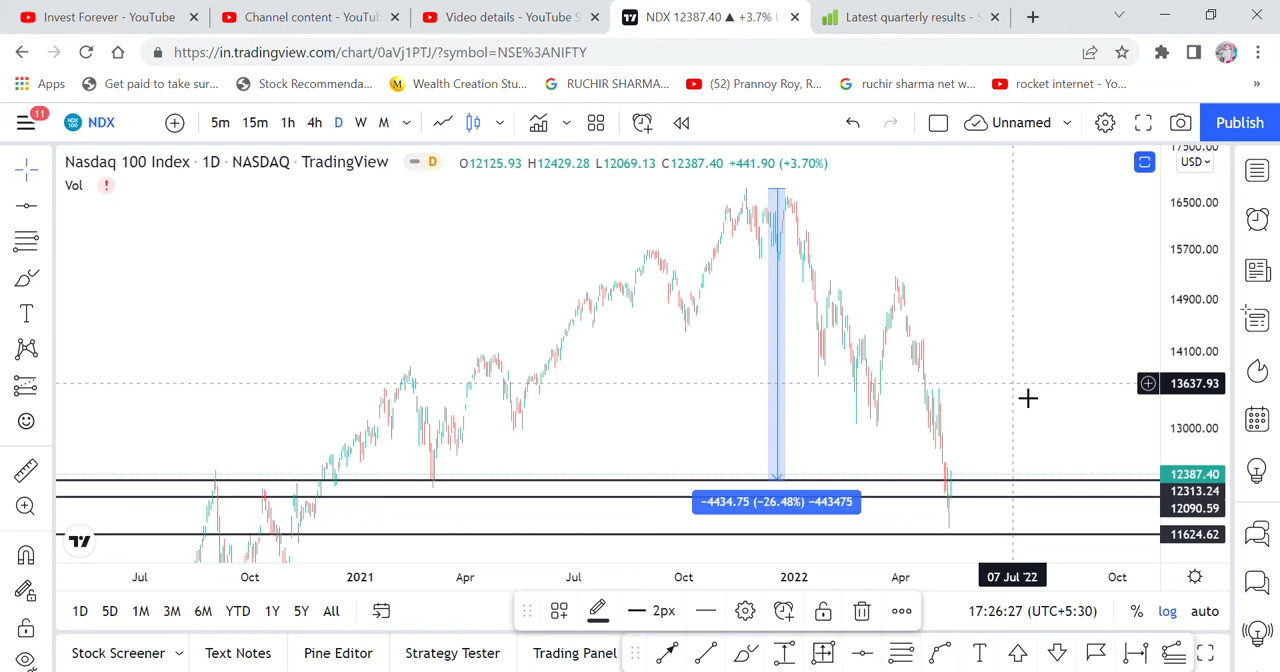 Invest Forever - YouTube
Channel content - YouTu
Video details - YouTube S
NDX 12387.40 ▲ +3.7% U
Latest quarterly results - S
https://in.tradingview.com/chart/0aVj1PTJ/?symbol=NSE%3ANIFTY
Apps
Get paid to take sur...
Stock Recommenda...
M Wealth Creation Stu...
RUCHIR SHARMA...
(52) Prannoy Roy, R...
ruchir sharma net w...
rocket internet - Yo...
»
11
NDX 5m 15m 1h 4h D W M Unnamed Publish
Nasdaq 100 Index · 1D · NASDAQ · TradingView D O12125.93 H12429.28 L12069.13 C12387.40 +441.90 (+3.70%)
Vol !
17500.00
USD
16500.00
15700.00
14900.00
14100.00
13637.93
13000.00
12387.40
12313.24
12090.59
11624.62
−4434.75 (−26.48%) −443475
Jul Oct 2021 Apr Jul Oct 2022 Apr 07 Jul '22 Oct
1D 5D 1M 3M 6M YTD 1Y 5Y All 2px 17:26:27 (UTC+5:30) % log auto
Stock Screener Text Notes Pine Editor Strategy Tester Trading Panel